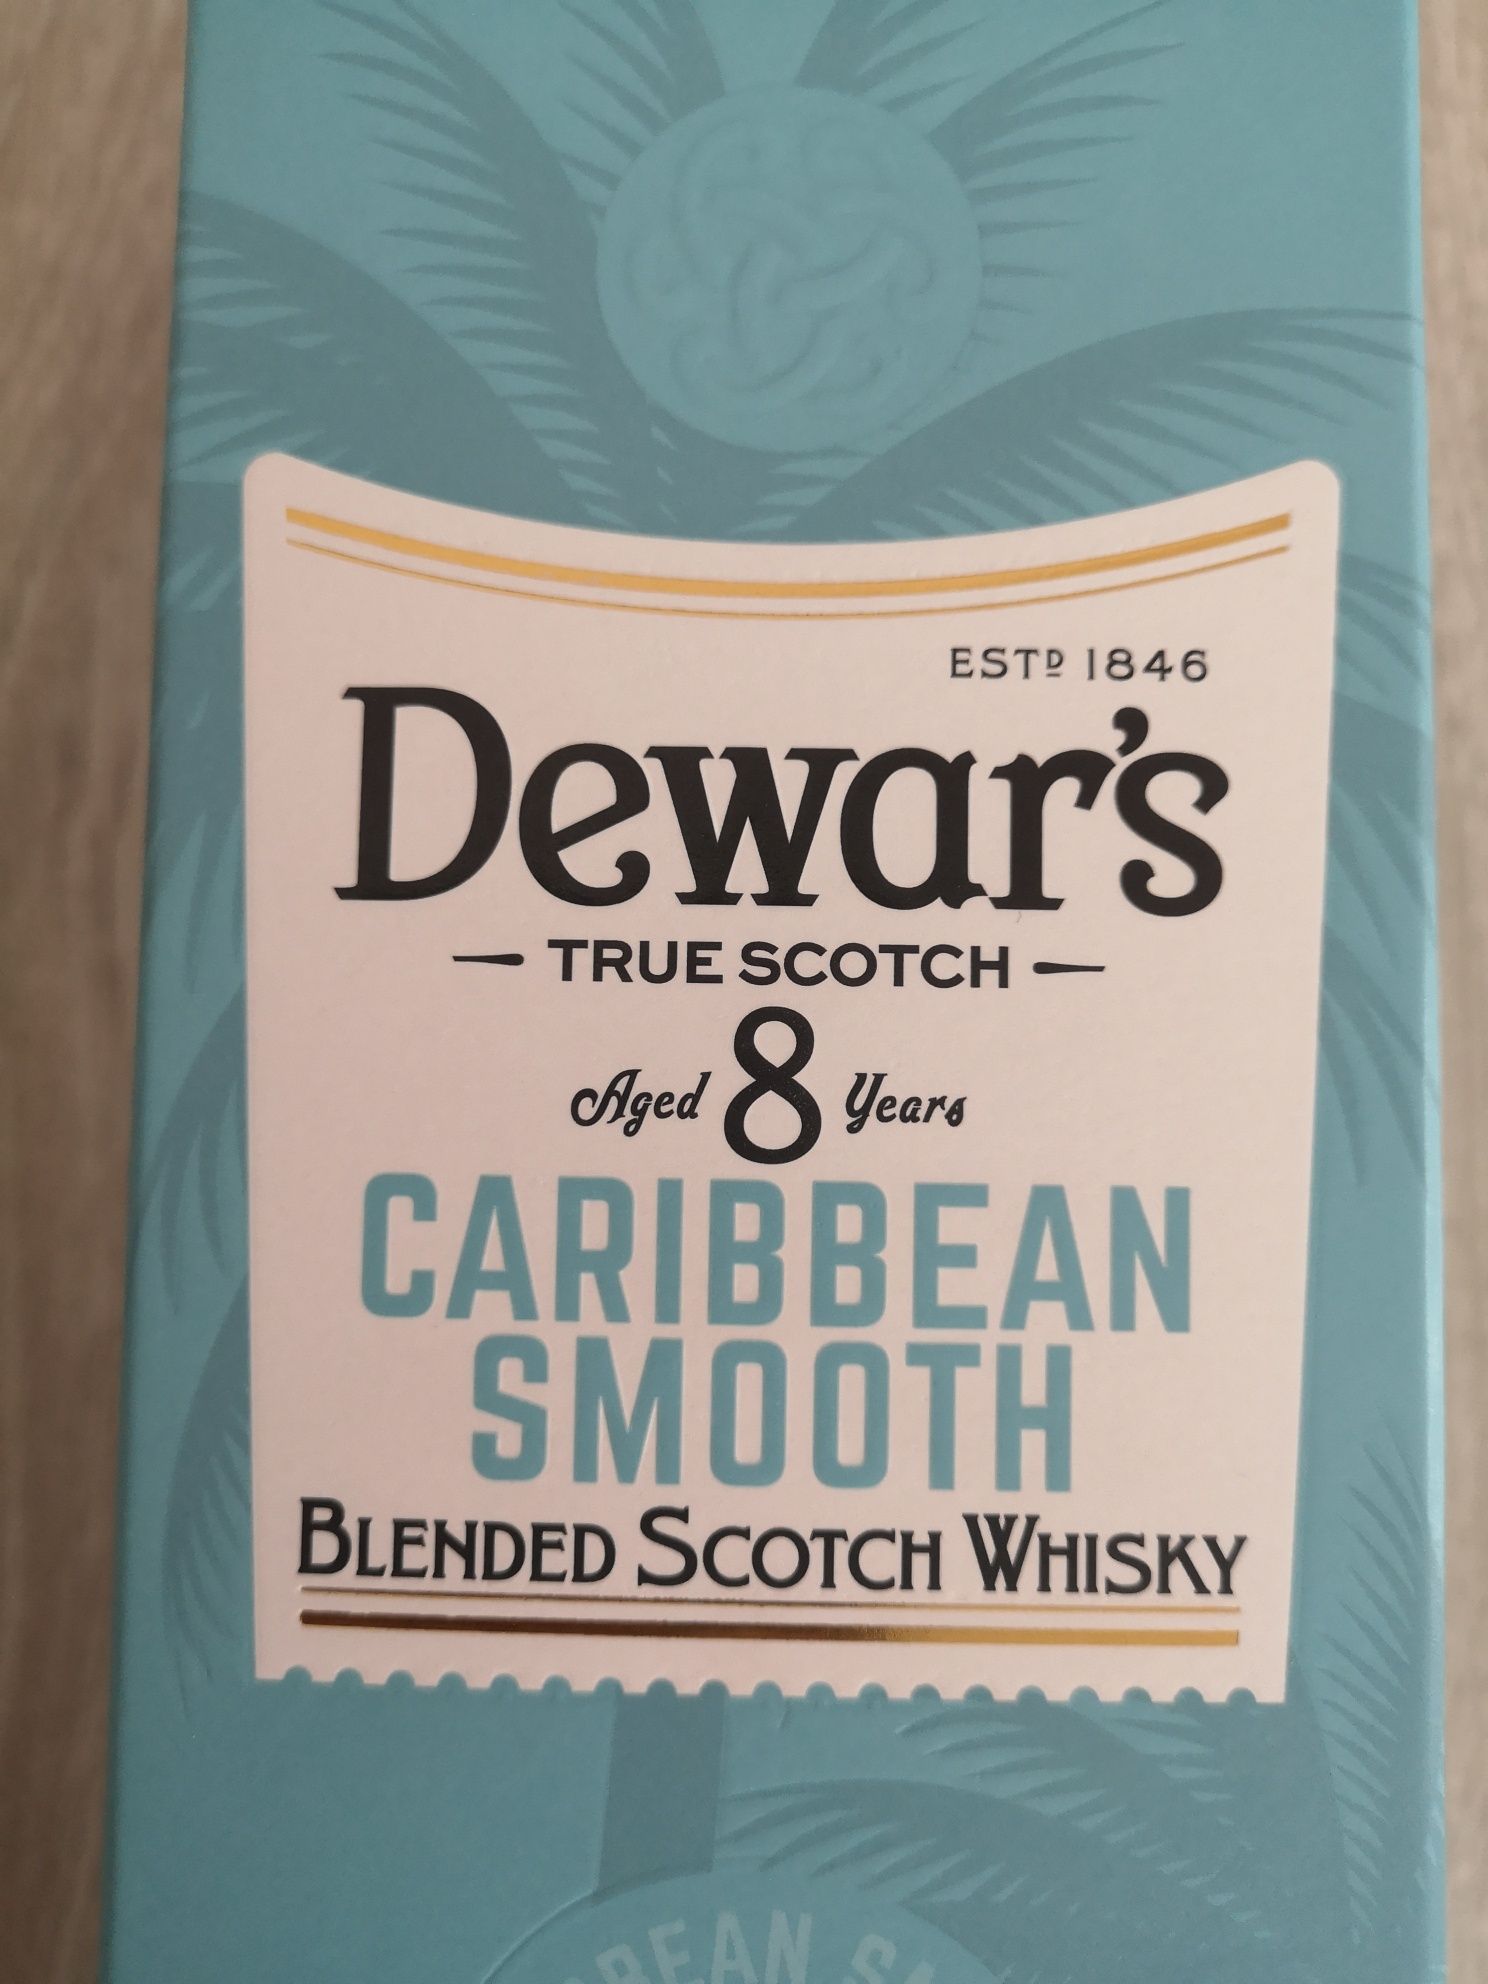 ESTD 1846
Dewar's
TRUE SCOTCH
Aged 8 Years
CARIBBEAN
SMOOTH
BLENDED SCOTCH WHISKY